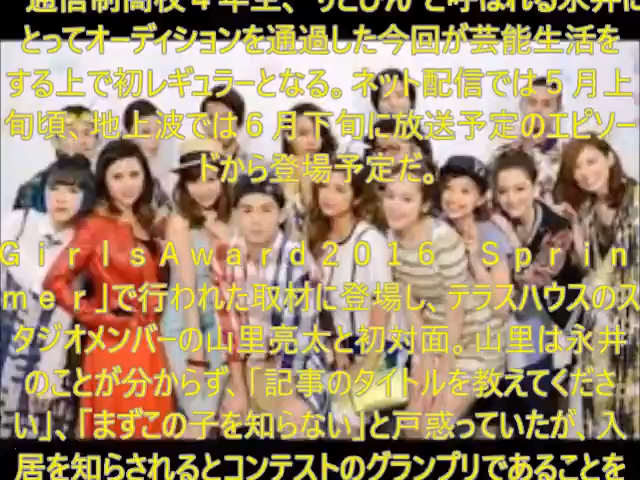 通信制高校４年生、“りどぴん”と呼ばれる永井に
とってオーディションを通過した今回が芸能生活を
する上で初レギュラーとなる。ネット配信では５月上
旬頃、地上波では６月下旬に放送予定のエピソー
ドから登場予定だ。
ＧｉｒｌｓＡｗａｒｄ２０１６　Ｓｐｒｉｎ
ｍｅｒ」で行われた取材に登場し、テラスハウスのス
タジオメンバーの山里亮太と初対面。山里は永井
のことが分からず、「記事のタイトルを教えてくださ
い」、「まずこの子を知らない」と戸惑っていたが、入
居を知らされるとコンテストのグランプリであることを